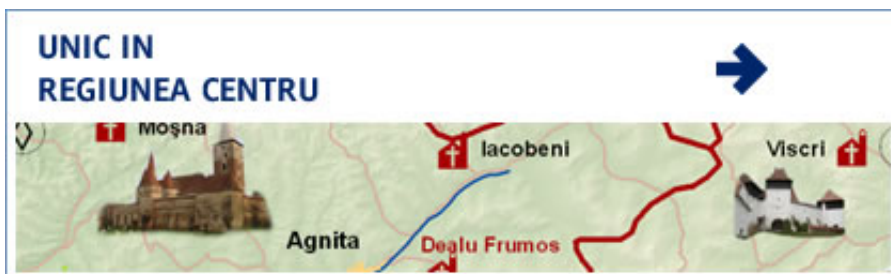 UNIC IN
REGIUNEA CENTRU
Moşna
Iacobeni
Viscri
Agnita
Dealu Frumos